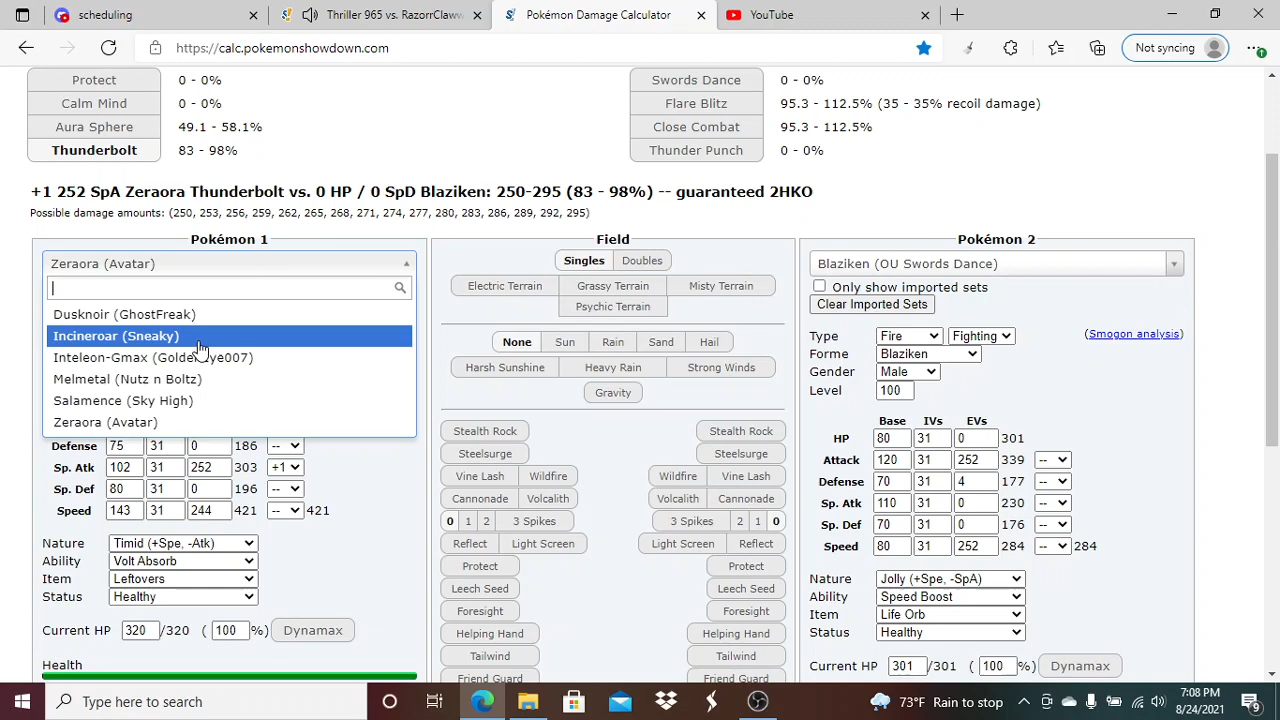 scheduling
Thriller 965 vs. RazorrClaww
Pokémon Damage Calculator
YouTube
https://calc.pokemonshowdown.com
Not syncing
Protect 0 - 0%
Swords Dance 0 - 0%
Calm Mind 0 - 0%
Flare Blitz 95.3 - 112.5% (35 - 35% recoil damage)
Aura Sphere 49.1 - 58.1%
Close Combat 95.3 - 112.5%
Thunderbolt 83 - 98%
Thunder Punch 0 - 0%
+1 252 SpA Zeraora Thunderbolt vs. 0 HP / 0 SpD Blaziken: 250-295 (83 - 98%) -- guaranteed 2HKO
Possible damage amounts: (250, 253, 256, 259, 262, 265, 268, 271, 274, 277, 280, 283, 286, 289, 292, 295)
Pokémon 1
Zeraora (Avatar)
Dusknoir (GhostFreak)
Incineroar (Sneaky)
Inteleon-Gmax (GoldenEye007)
Melmetal (Nutz n Boltz)
Salamence (Sky High)
Zeraora (Avatar)
Defense 75 31 0 186 --
Sp. Atk 102 31 252 303 +1
Sp. Def 80 31 0 196 --
Speed 143 31 244 421 -- 421
Nature Timid (+Spe, -Atk)
Ability Volt Absorb
Item Leftovers
Status Healthy
Current HP 320 /320 ( 100 %) Dynamax
Health
Field
Singles Doubles
Electric Terrain Grassy Terrain Misty Terrain
Psychic Terrain
None Sun Rain Sand Hail
Harsh Sunshine Heavy Rain Strong Winds
Gravity
Stealth Rock Stealth Rock
Steelsurge Steelsurge
Vine Lash Wildfire Wildfire Vine Lash
Cannonade Volcalith Volcalith Cannonade
0 1 2 3 Spikes 3 Spikes 2 1 0
Reflect Light Screen Light Screen Reflect
Protect Protect
Leech Seed Leech Seed
Foresight Foresight
Helping Hand Helping Hand
Tailwind Tailwind
Friend Guard Friend Guard
Pokémon 2
Blaziken (OU Swords Dance)
Only show imported sets
Clear Imported Sets
Type Fire Fighting (Smogon analysis)
Forme Blaziken
Gender Male
Level 100
Base IVs EVs
HP 80 31 0 301
Attack 120 31 252 339 --
Defense 70 31 4 177 --
Sp. Atk 110 31 0 230 --
Sp. Def 70 31 0 176 --
Speed 80 31 252 284 -- 284
Nature Jolly (+Spe, -SpA)
Ability Speed Boost
Item Life Orb
Status Healthy
Current HP 301 /301 ( 100 %) Dynamax
Type here to search
73°F Rain to stop
7:08 PM
8/24/2021
9